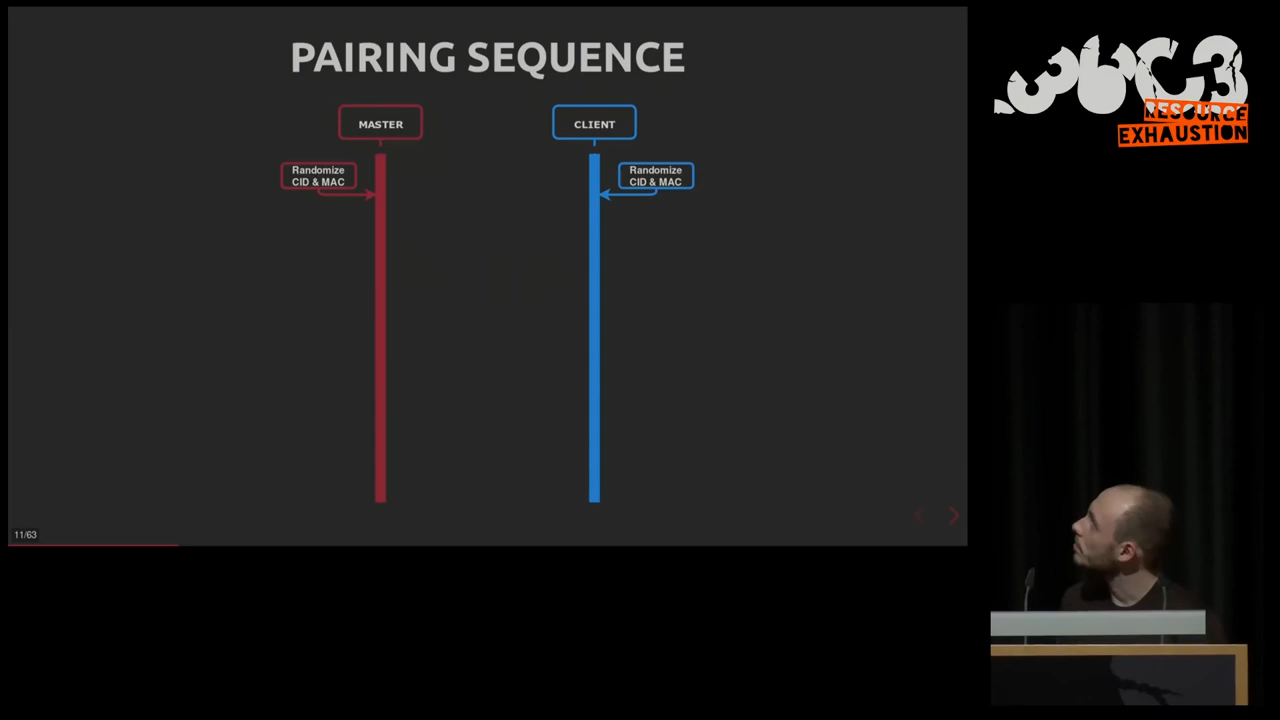 PAIRING SEQUENCE
MASTER
CLIENT
Randomize
CID & MAC
Randomize
CID & MAC
11/63
36C3
RESOURCE
EXHAUSTION